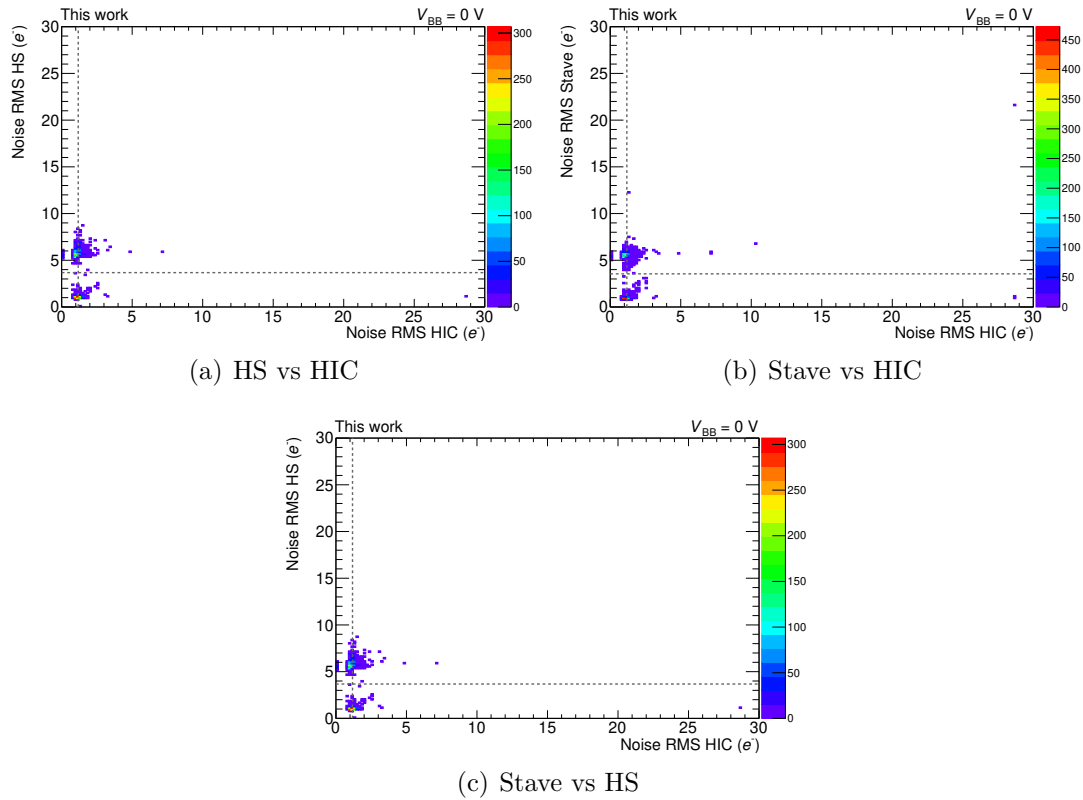 This work
V_BB = 0 V
Noise RMS HS (e⁻)
30
25
20
15
10
5
0
0 5 10 15 20 25 30
Noise RMS HIC (e⁻)
300
250
200
150
100
50
0
(a) HS vs HIC
This work
V_BB = 0 V
Noise RMS Stave (e⁻)
30
25
20
15
10
5
0
0 5 10 15 20 25 30
Noise RMS HIC (e⁻)
450
400
350
300
250
200
150
100
50
0
(b) Stave vs HIC
This work
V_BB = 0 V
Noise RMS HS (e⁻)
30
25
20
15
10
5
0
0 5 10 15 20 25 30
Noise RMS HIC (e⁻)
300
250
200
150
100
50
0
(c) Stave vs HS